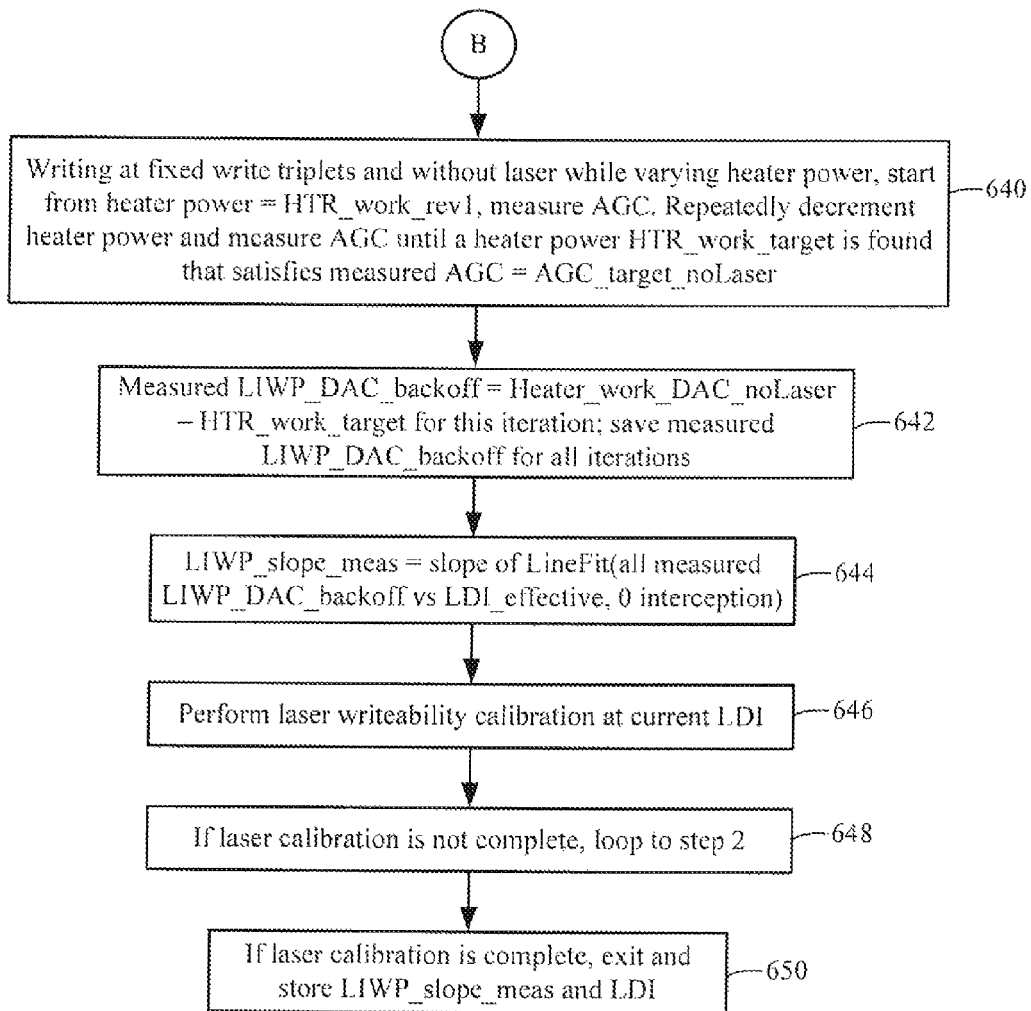 B
Writing at fixed write triplets and without laser while varying heater power, start
from heater power = HTR_work_rev1, measure AGC. Repeatedly decrement
heater power and measure AGC until a heater power HTR_work_target is found
that satisfies measured AGC = AGC_target_noLaser
640
Measured LIWP_DAC_backoff = Heater_work_DAC_noLaser
– HTR_work_target for this iteration; save measured
LIWP_DAC_backoff for all iterations
642
LIWP_slope_meas = slope of LineFit(all measured
LIWP_DAC_backoff vs LDI_effective, 0 interception)
644
Perform laser writeability calibration at current LDI
646
If laser calibration is not complete, loop to step 2
648
If laser calibration is complete, exit and
store LIWP_slope_meas and LDI
650